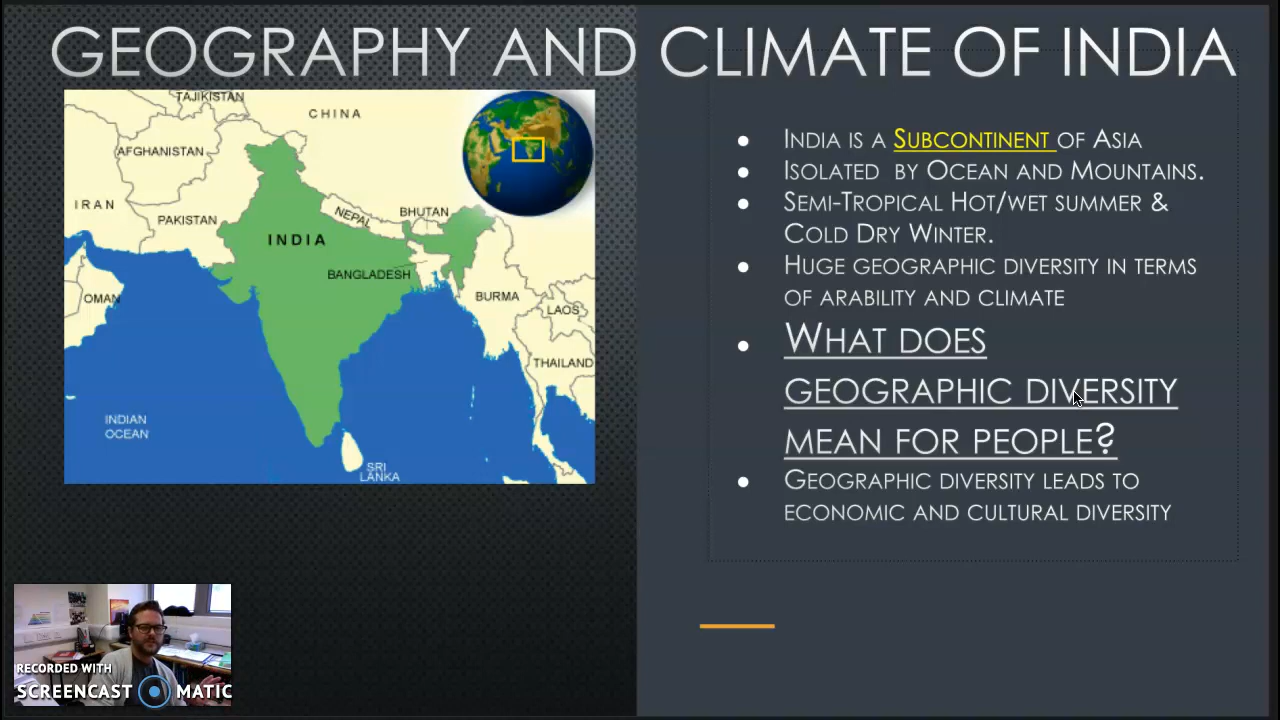 GEOGRAPHY AND CLIMATE OF INDIA
TAJIKISTAN
CHINA
AFGHANISTAN
IRAN
PAKISTAN
NEPAL
BHUTAN
INDIA
BANGLADESH
OMAN
BURMA
LAOS
THAILAND
INDIAN
OCEAN
SRI
LANKA
● INDIA IS A SUBCONTINENT OF ASIA
● ISOLATED BY OCEAN AND MOUNTAINS.
● SEMI-TROPICAL HOT/WET SUMMER &
COLD DRY WINTER.
● HUGE GEOGRAPHIC DIVERSITY IN TERMS
OF ARABILITY AND CLIMATE
● WHAT DOES
GEOGRAPHIC DIVERSITY
MEAN FOR PEOPLE?
● GEOGRAPHIC DIVERSITY LEADS TO
ECONOMIC AND CULTURAL DIVERSITY
RECORDED WITH
SCREENCAST MATIC